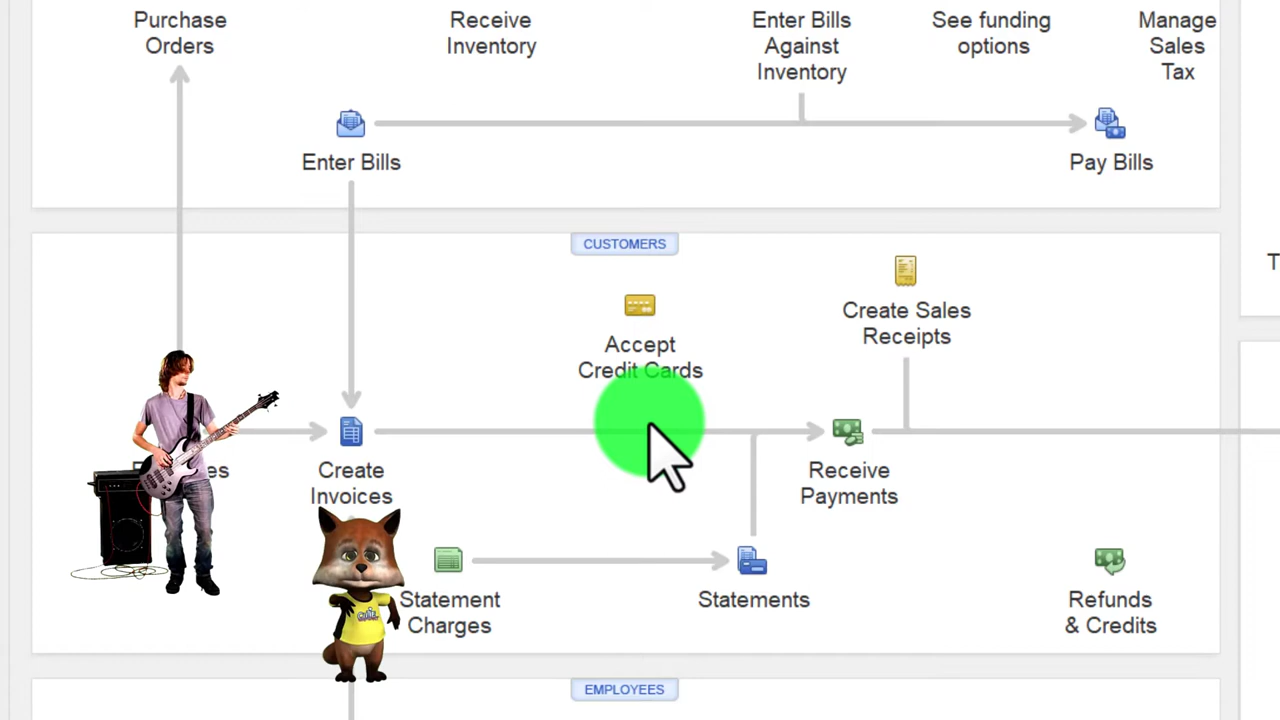 Purchase
Orders
Receive
Inventory
Enter Bills
Against
Inventory
See funding
options
Manage
Sales
Tax
Enter Bills
Pay Bills
CUSTOMERS
Create Sales
Receipts
Accept
Credit Cards
Create
Invoices
Receive
Payments
Statement
Charges
Statements
Refunds
& Credits
EMPLOYEES